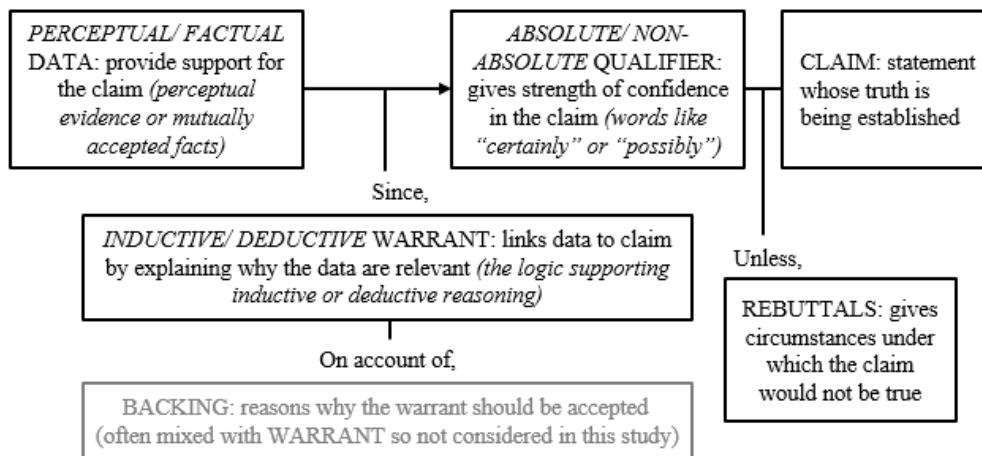 PERCEPTUAL/ FACTUAL
DATA: provide support for
the claim (perceptual
evidence or mutually
accepted facts)
ABSOLUTE/ NON-
ABSOLUTE QUALIFIER:
gives strength of confidence
in the claim (words like
“certainly” or “possibly”)
CLAIM: statement
whose truth is
being established
Since,
INDUCTIVE/ DEDUCTIVE WARRANT: links data to claim
by explaining why the data are relevant (the logic supporting
inductive or deductive reasoning)
Unless,
REBUTTALS: gives
circumstances under
which the claim
would not be true
On account of,
BACKING: reasons why the warrant should be accepted
(often mixed with WARRANT so not considered in this study)